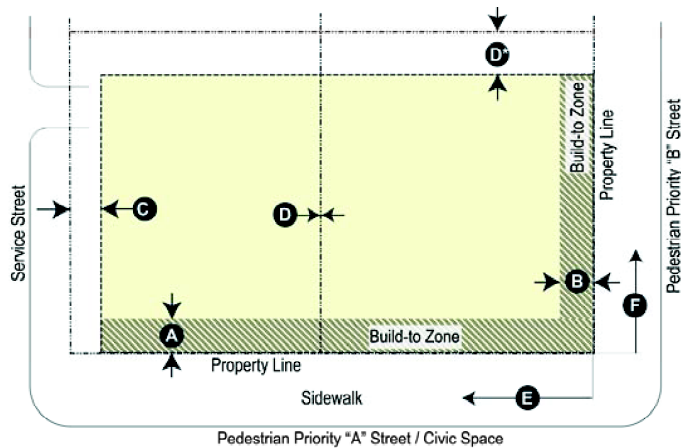 D*
Build-to Zone
Property Line
Pedestrian Priority "B" Street
Service Street
C
D
B
F
A
Build-to Zone
Property Line
Sidewalk
E
Pedestrian Priority "A" Street / Civic Space